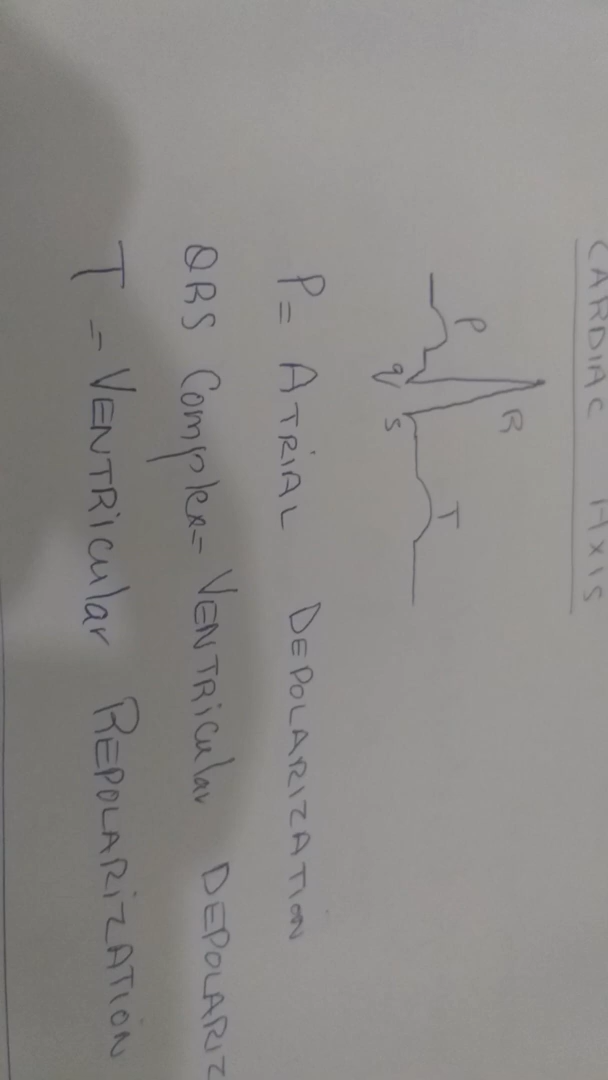 CARDIAC AXIS
P
R
q
S
T
P = ATRIAL DEPOLARIZATION
QRS Complex = VENTRICular DEPOLARIZ
T = VENTRICular REPOLARIZATION